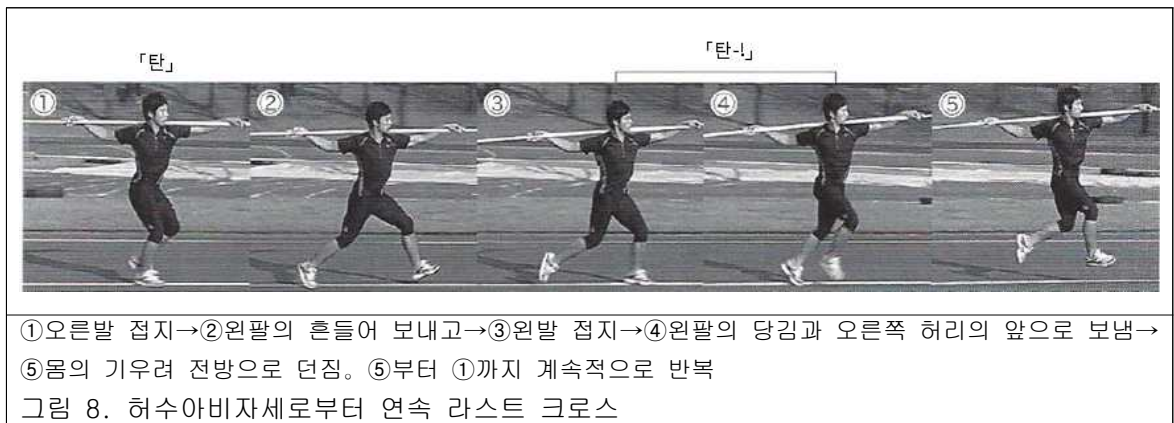 「탄」
「탄-!」
① ② ③ ④ ⑤
①오른발 접지→②왼팔의 흔들어 보내고→③왼발 접지→④왼팔의 당김과 오른쪽 허리의 앞으로 보냄→
⑤몸의 기우려 전방으로 던짐。⑤부터 ①까지 계속적으로 반복
그림 8. 허수아비자세로부터 연속 라스트 크로스